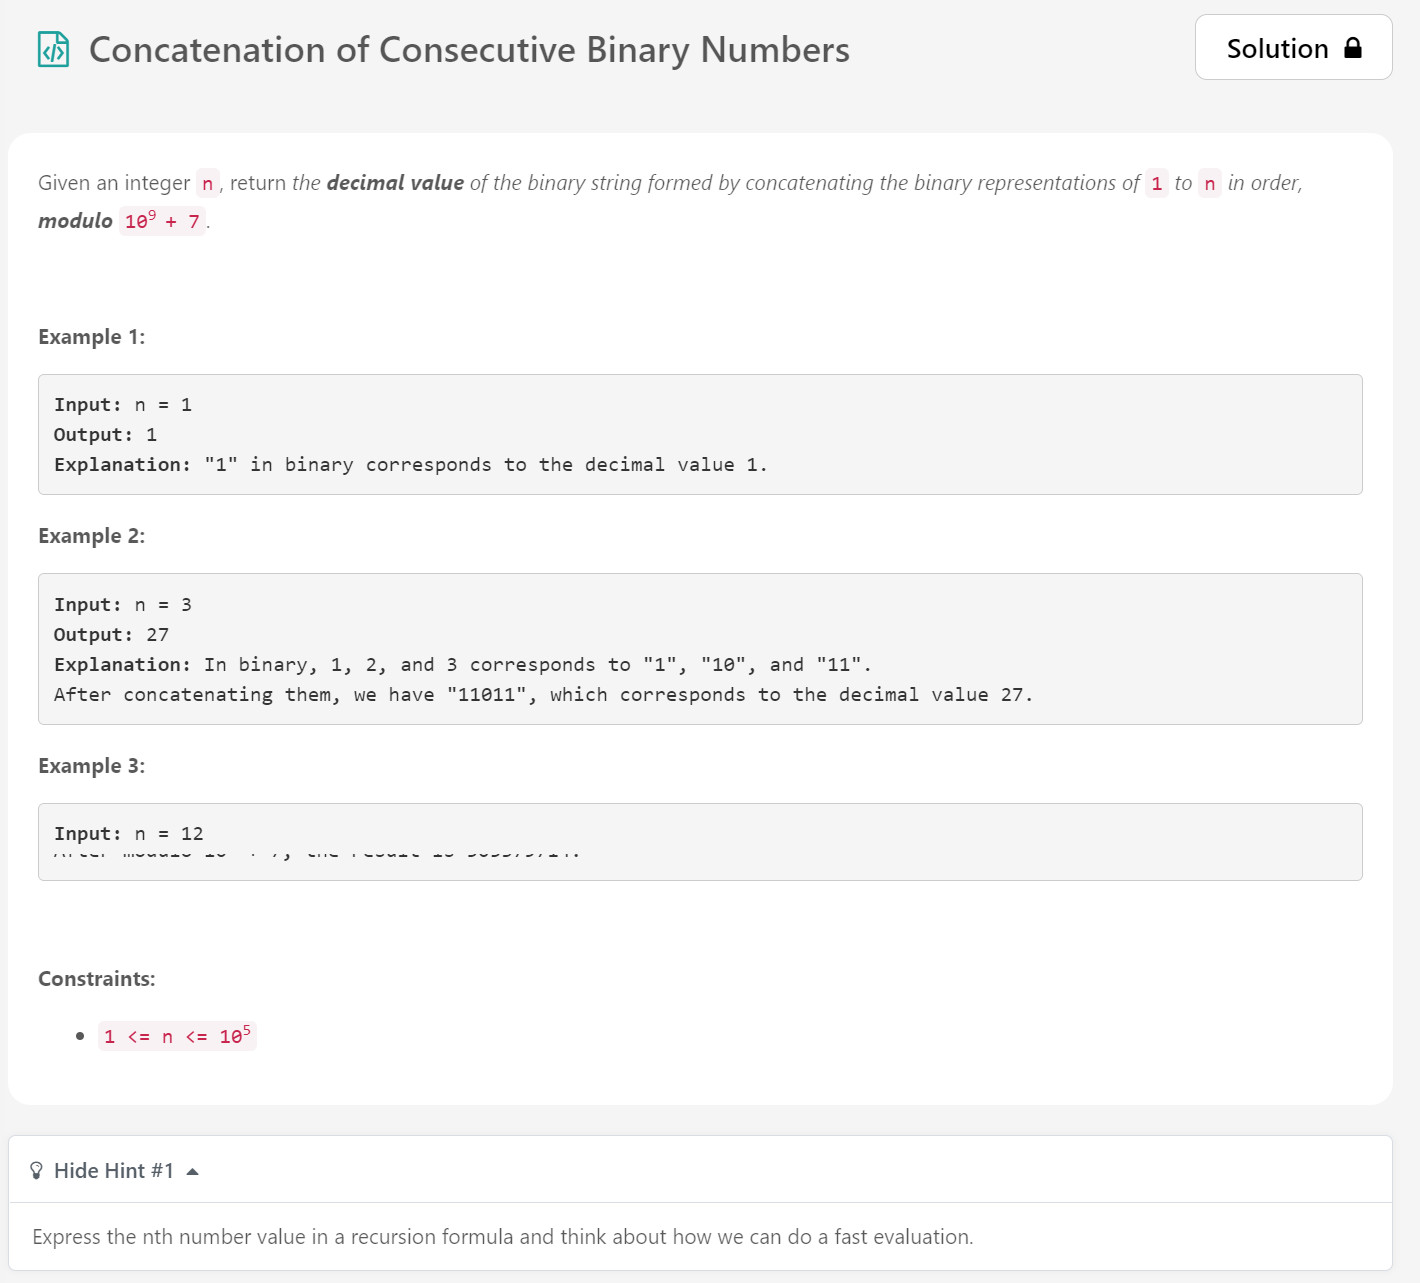 Concatenation of Consecutive Binary Numbers
Solution
Given an integer n, return the decimal value of the binary string formed by concatenating the binary representations of 1 to n in order,
modulo 10⁹ + 7.
Example 1:
Input: n = 1
Output: 1
Explanation: "1" in binary corresponds to the decimal value 1.
Example 2:
Input: n = 3
Output: 27
Explanation: In binary, 1, 2, and 3 corresponds to "1", "10", and "11".
After concatenating them, we have "11011", which corresponds to the decimal value 27.
Example 3:
Input: n = 12
Constraints:
1 <= n <= 10⁵
Hide Hint #1
Express the nth number value in a recursion formula and think about how we can do a fast evaluation.